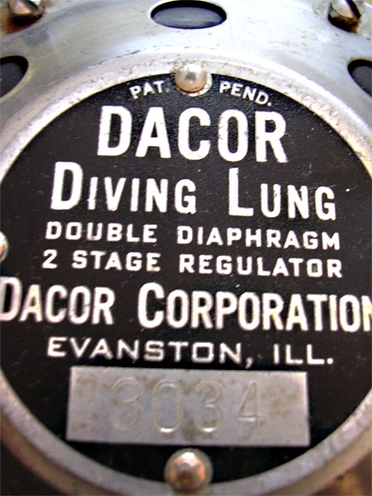 PAT. PEND.
DACOR
DIVING LUNG
DOUBLE DIAPHRAGM
2 STAGE REGULATOR
DACOR CORPORATION
EVANSTON, ILL.
3034